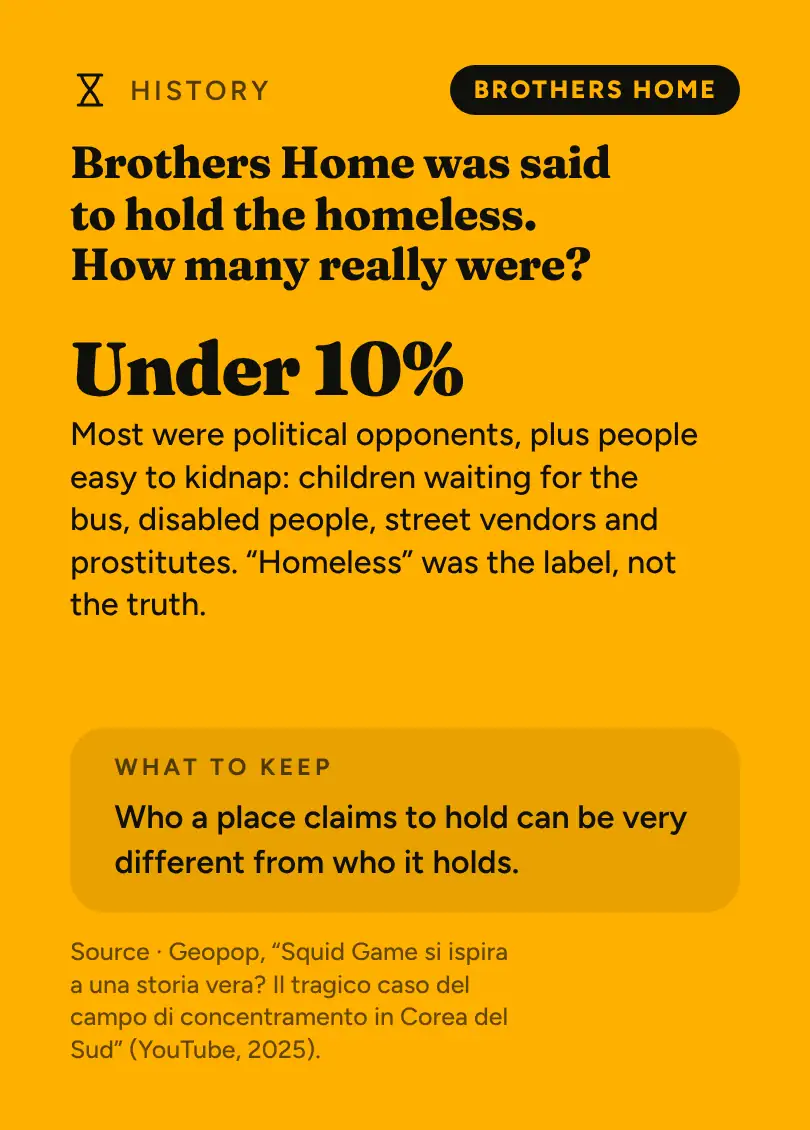 HISTORY
BROTHERS HOME
Brothers Home was said
to hold the homeless.
How many really were?
Under 10%
Most were political opponents, plus people
easy to kidnap: children waiting for the
bus, disabled people, street vendors and
prostitutes. “Homeless” was the label, not
the truth.
WHAT TO KEEP
Who a place claims to hold can be very
different from who it holds.
Source · Geopop, “Squid Game si ispira
a una storia vera? Il tragico caso del
campo di concentramento in Corea del
Sud” (YouTube, 2025).